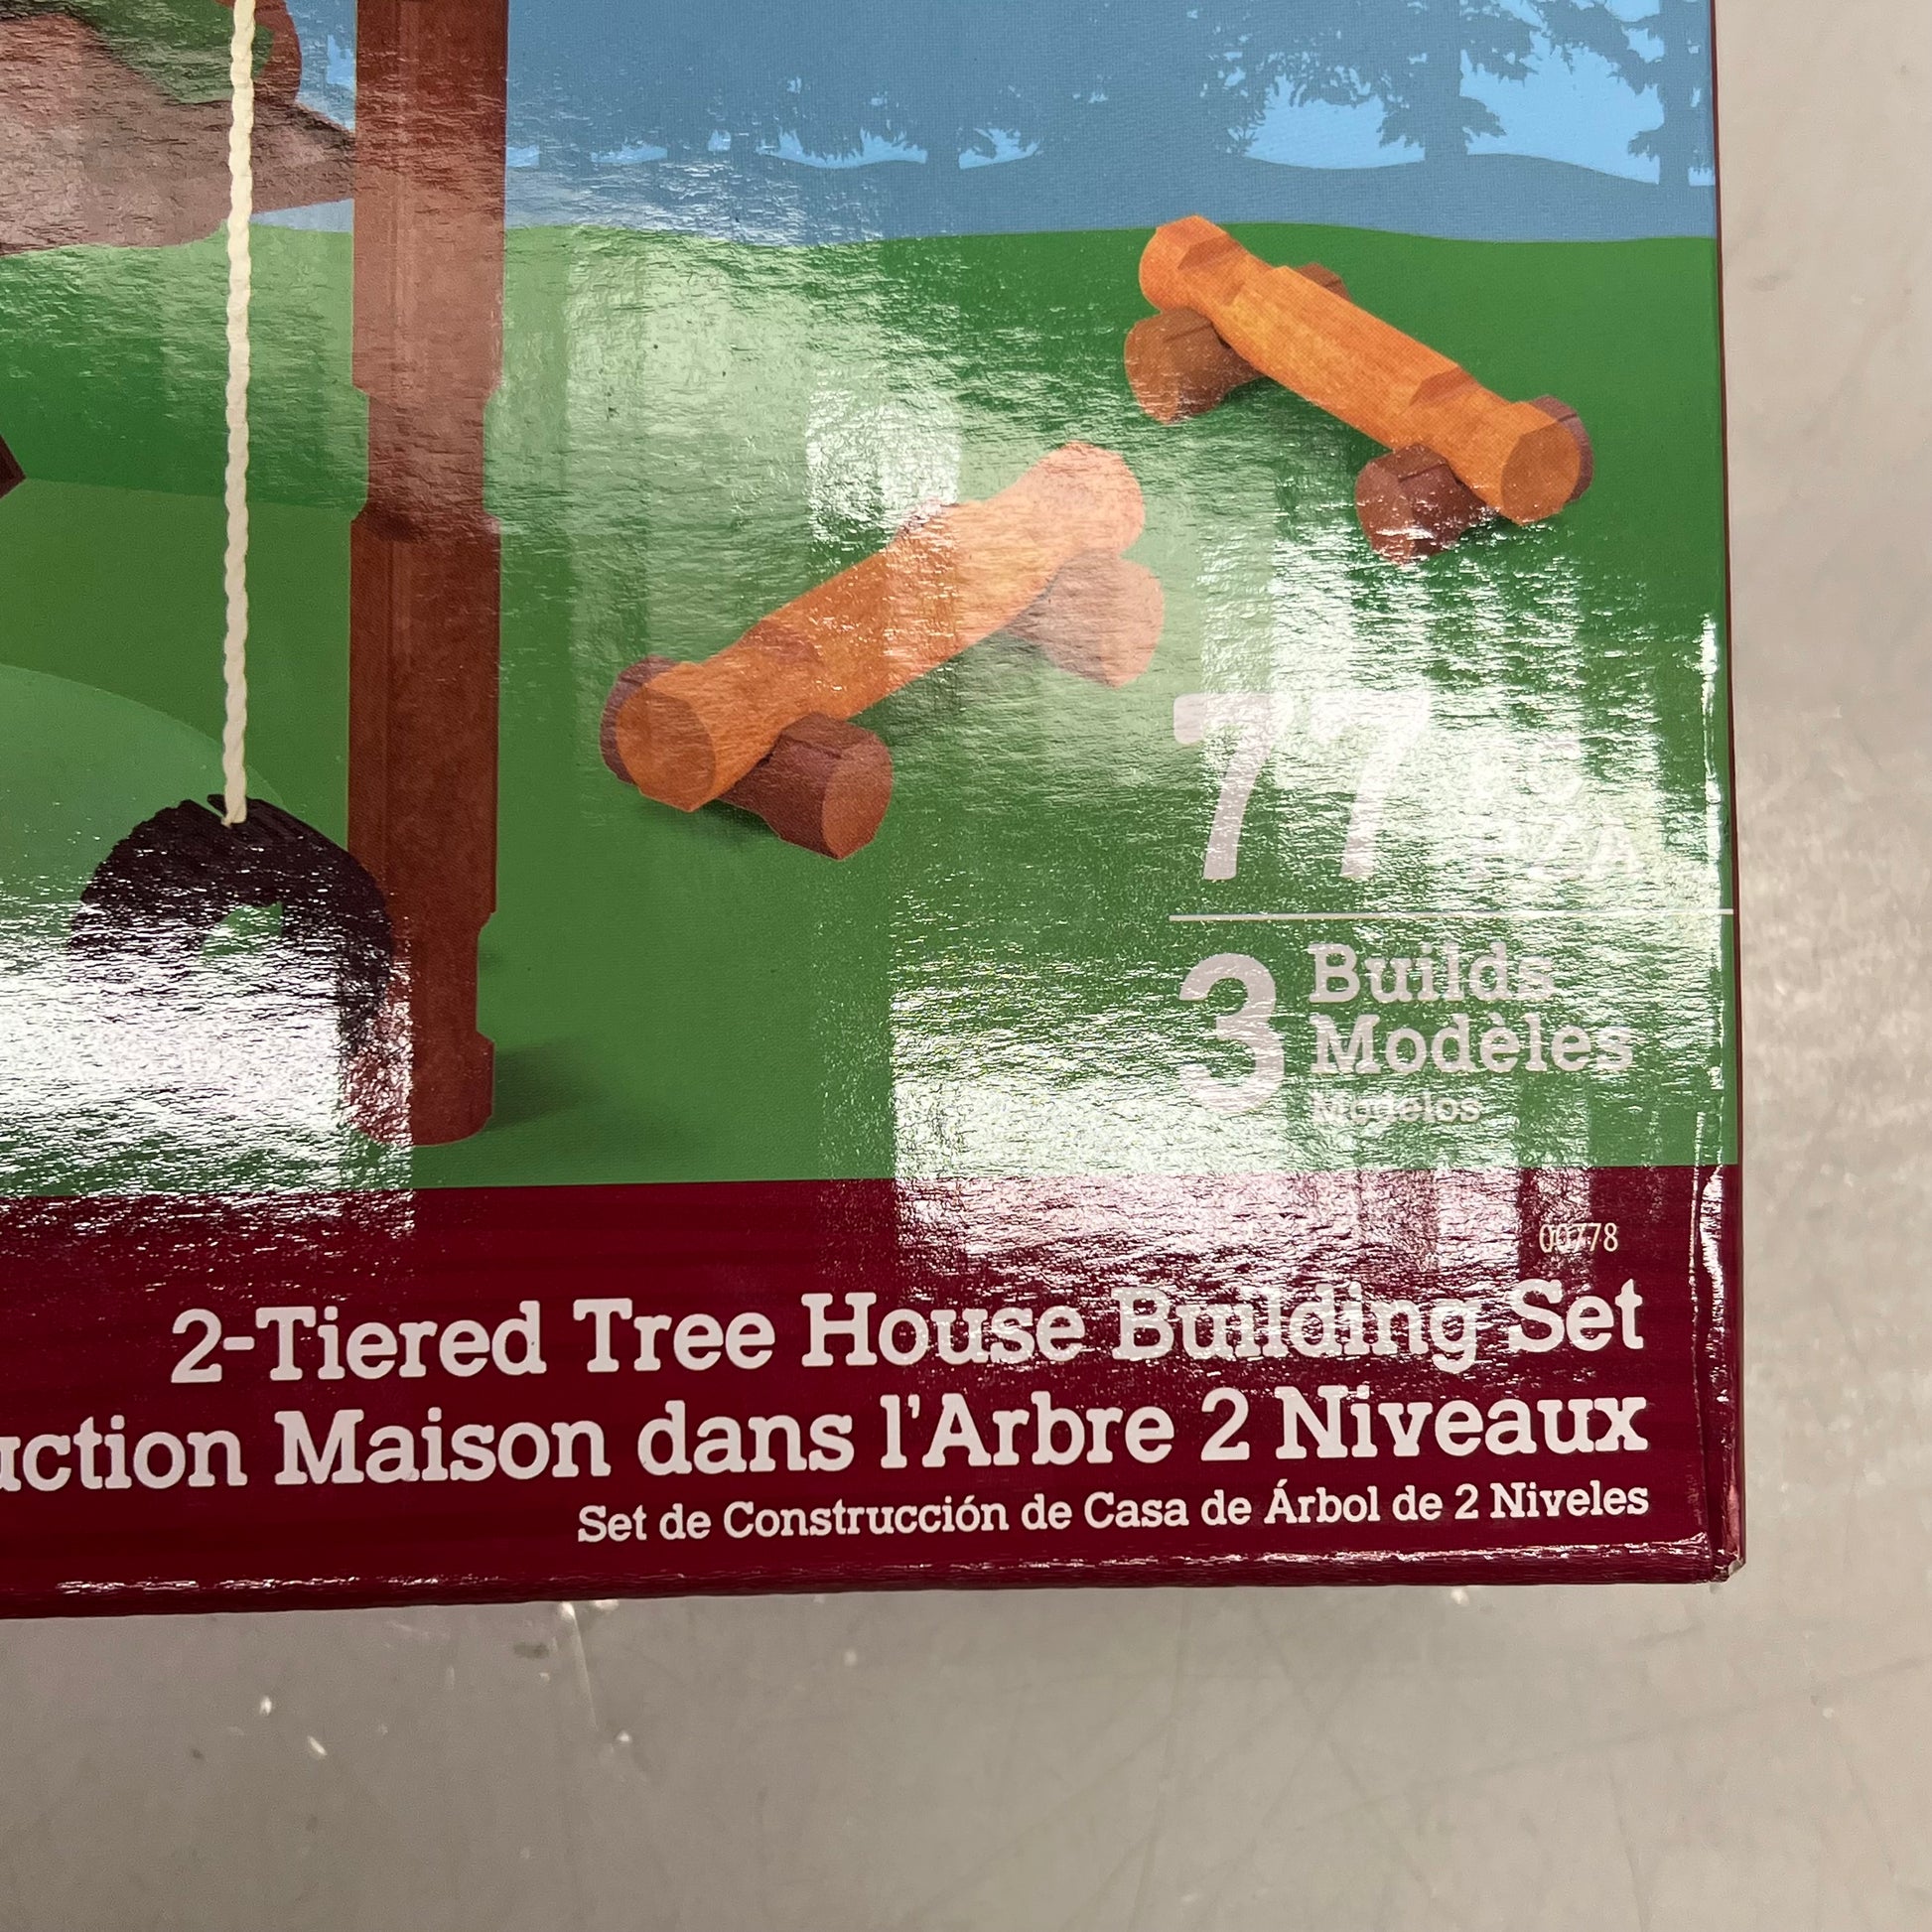 77
3 Builds
Modèles
Modelos
00778
2-Tiered Tree House Building Set
uction Maison dans l'Arbre 2 Niveaux
Set de Construcción de Casa de Árbol de 2 Niveles